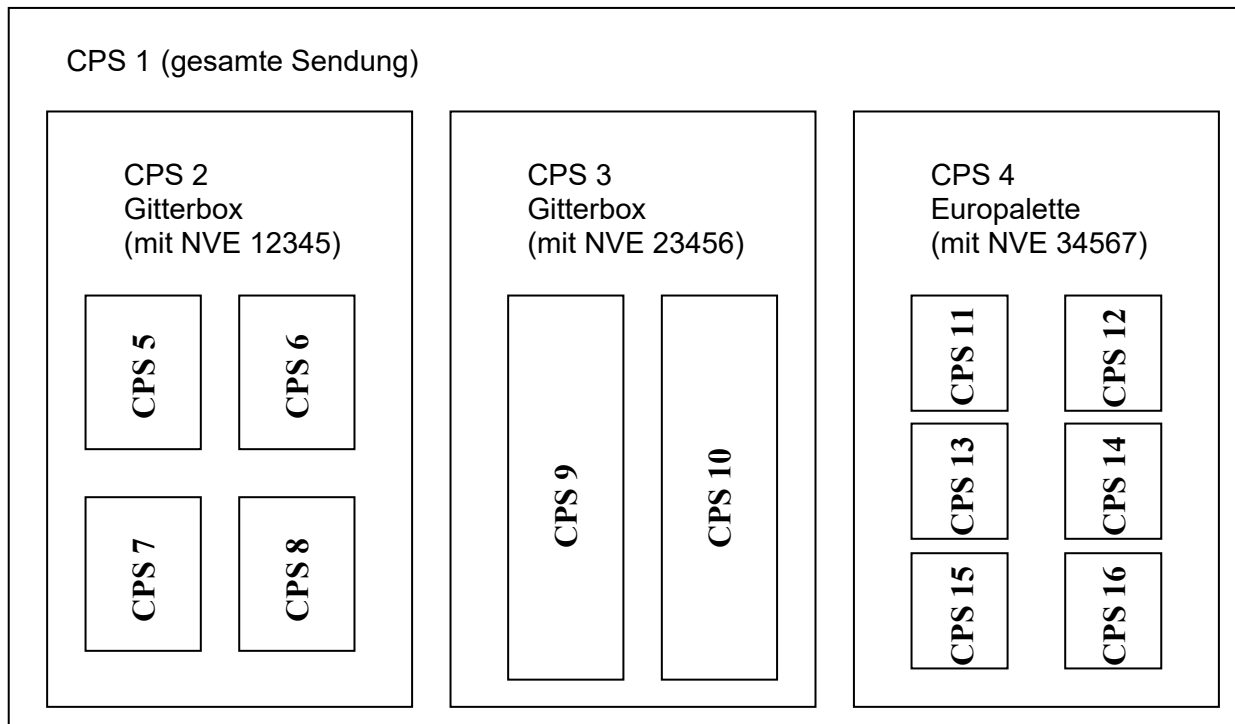 CPS 1 (gesamte Sendung)
CPS 2
Gitterbox
(mit NVE 12345)
CPS 5
CPS 6
CPS 7
CPS 8
CPS 3
Gitterbox
(mit NVE 23456)
CPS 9
CPS 10
CPS 4
Europalette
(mit NVE 34567)
CPS 11
CPS 12
CPS 13
CPS 14
CPS 15
CPS 16